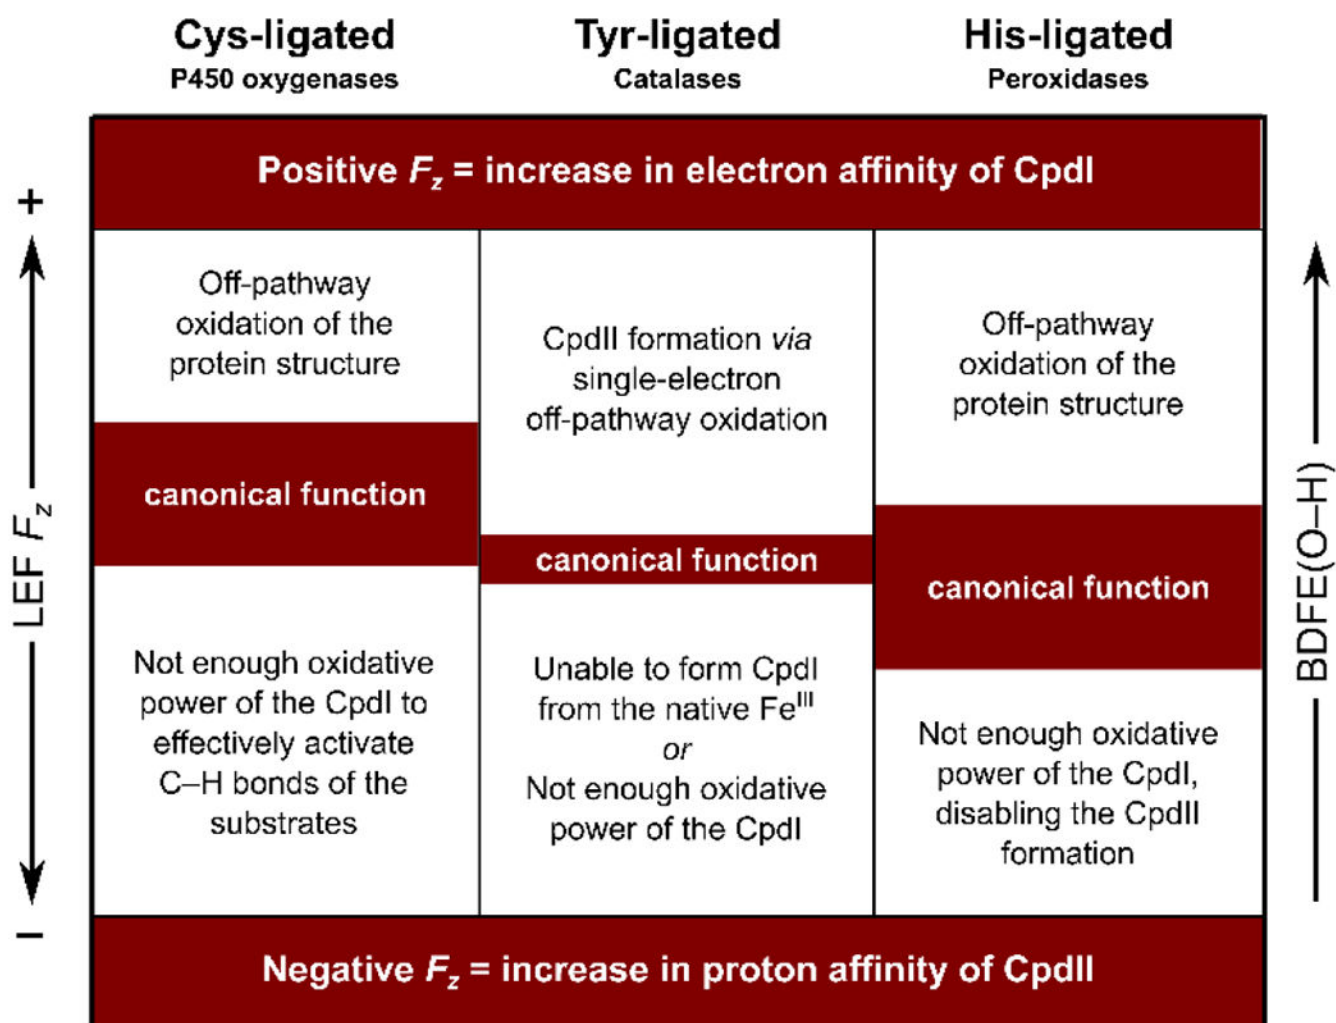 Cys-ligated
P450 oxygenases
Tyr-ligated
Catalases
His-ligated
Peroxidases
Positive Fz = increase in electron affinity of CpdI
+
LEF Fz
–
Off-pathway
oxidation of the
protein structure
canonical function
Not enough oxidative
power of the CpdI to
effectively activate
C–H bonds of the
substrates
CpdII formation via
single-electron
off-pathway oxidation
canonical function
Unable to form CpdI
from the native FeIII
or
Not enough oxidative
power of the CpdI
Off-pathway
oxidation of the
protein structure
canonical function
Not enough oxidative
power of the CpdI,
disabling the CpdII
formation
BDFE(O–H)
Negative Fz = increase in proton affinity of CpdII